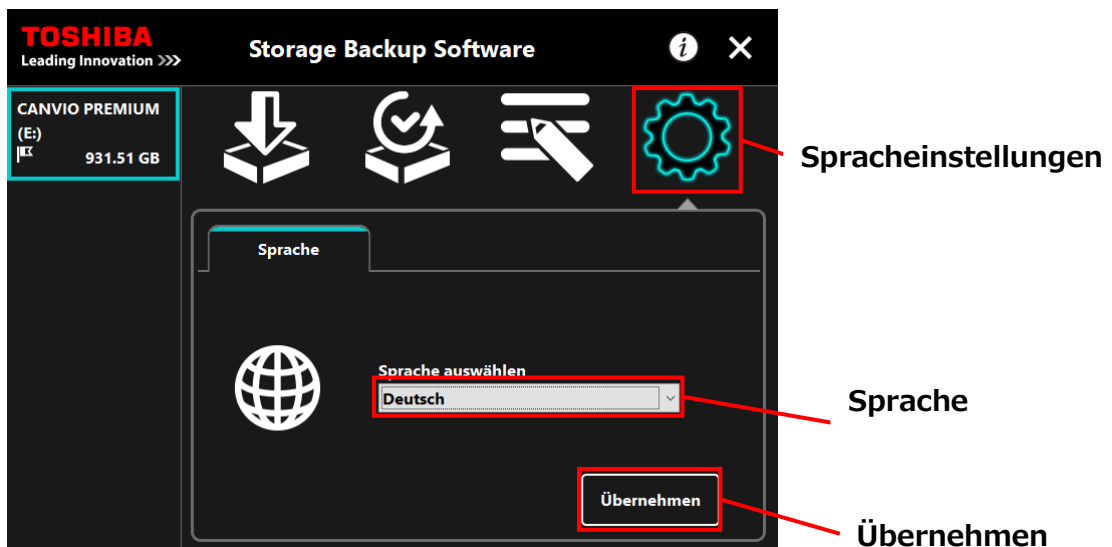 TOSHIBA
Leading Innovation >>>
Storage Backup Software
i
CANVIO PREMIUM
(E:)
931.51 GB
Spracheinstellungen
Sprache
Sprache auswählen
Deutsch
Sprache
Übernehmen
Übernehmen